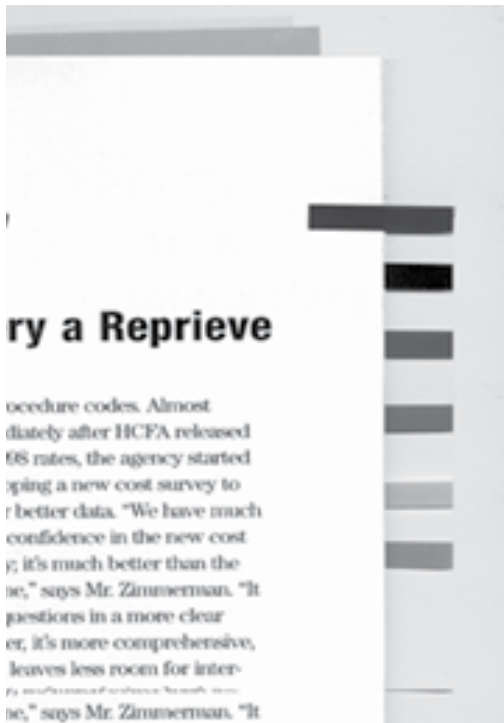 ry a Reprieve
ocedure codes. Almost
diately after HCFA released
98 rates, the agency started
oping a new cost survey to
r better data. “We have much
confidence in the new cost
y; it’s much better than the
ne,” says Mr. Zimmerman. “It
questions in a more clear
er, it’s more comprehensive,
leaves less room for inter-
ne,” says Mr. Zimmerman. “It